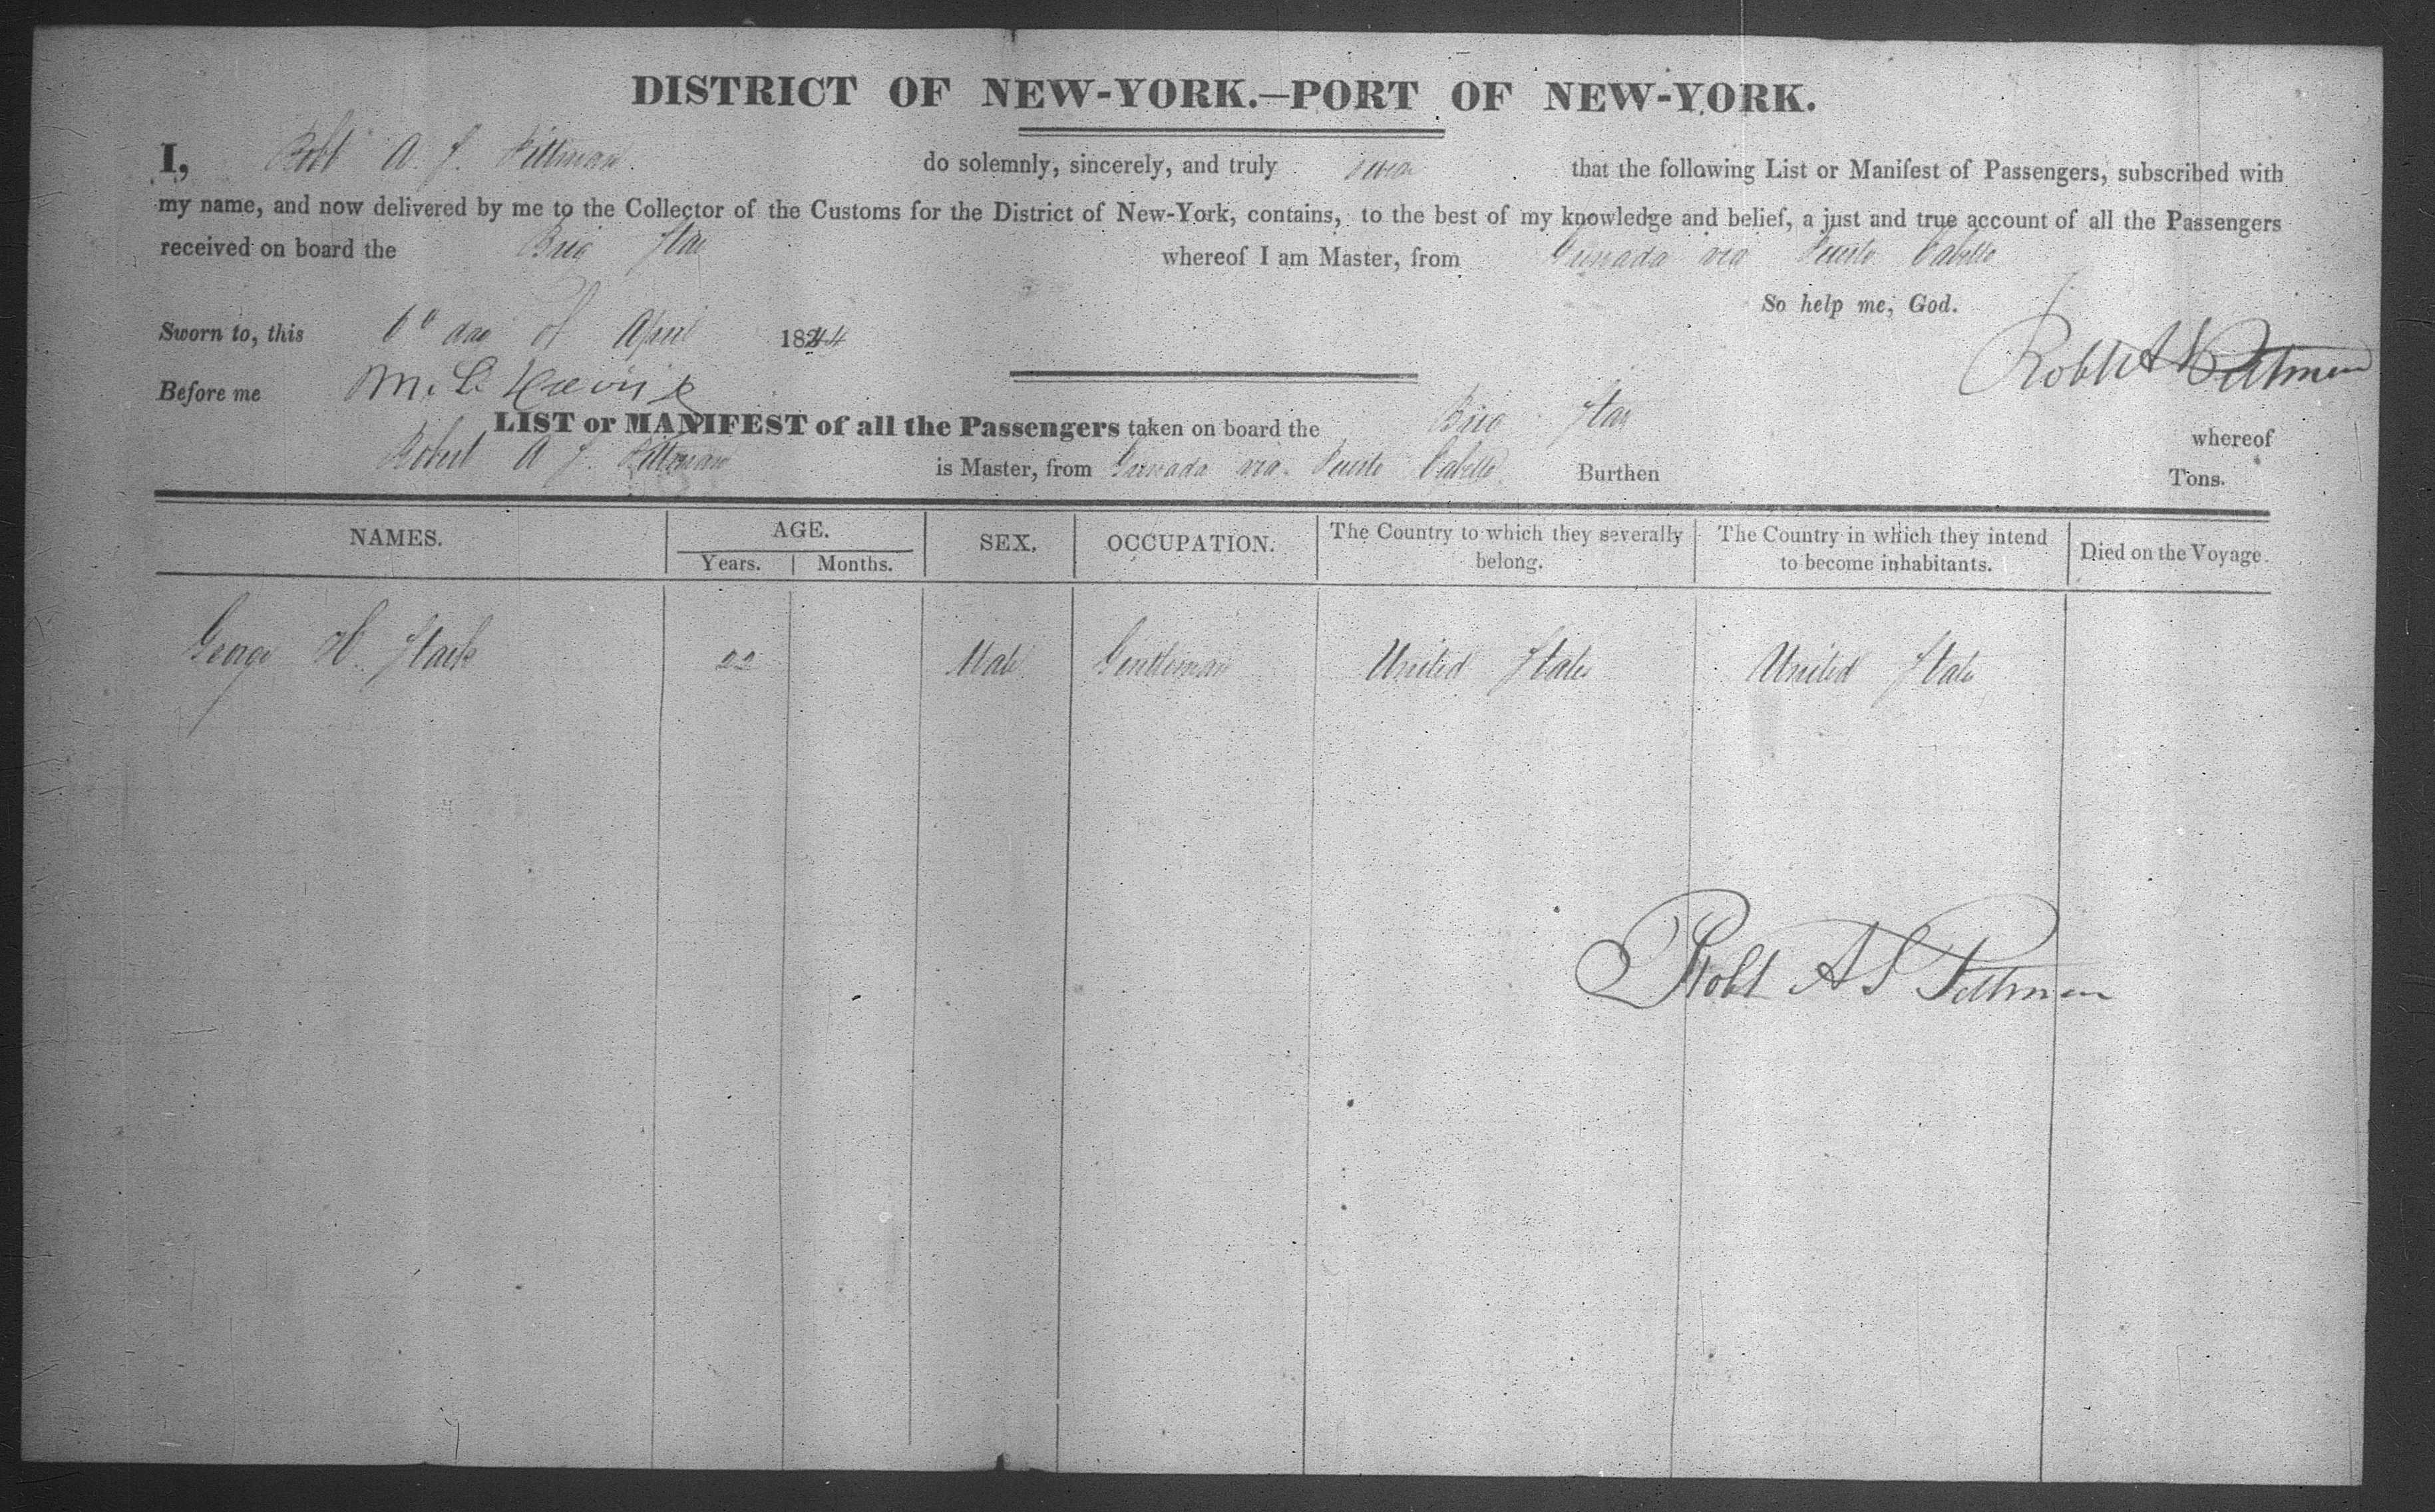 DISTRICT OF NEW-YORK.—PORT OF NEW-YORK.
I, Robt A. S. Pittman do solemnly, sincerely, and truly swear that the following List or Manifest of Passengers, subscribed with
my name, and now delivered by me to the Collector of the Customs for the District of New-York, contains, to the best of my knowledge and belief, a just and true account of all the Passengers
received on board the Brig Star whereof I am Master, from Grenada via Puerto Cabello
So help me, God.
Sworn to, this 6th day of April 1844
Robt A S Pittman
Before me
LIST or MANIFEST of all the Passengers taken on board the Brig Star whereof
Robert A S. Pittman is Master, from Grenada via Puerto Cabello Burthen Tons.
NAMES. AGE. SEX. OCCUPATION. The Country to which they severally belong. The Country in which they intend to become inhabitants. Died on the Voyage.
Years. Months.
George H. Stark 22 Male Gentleman United States United States
Robt A S Pittman